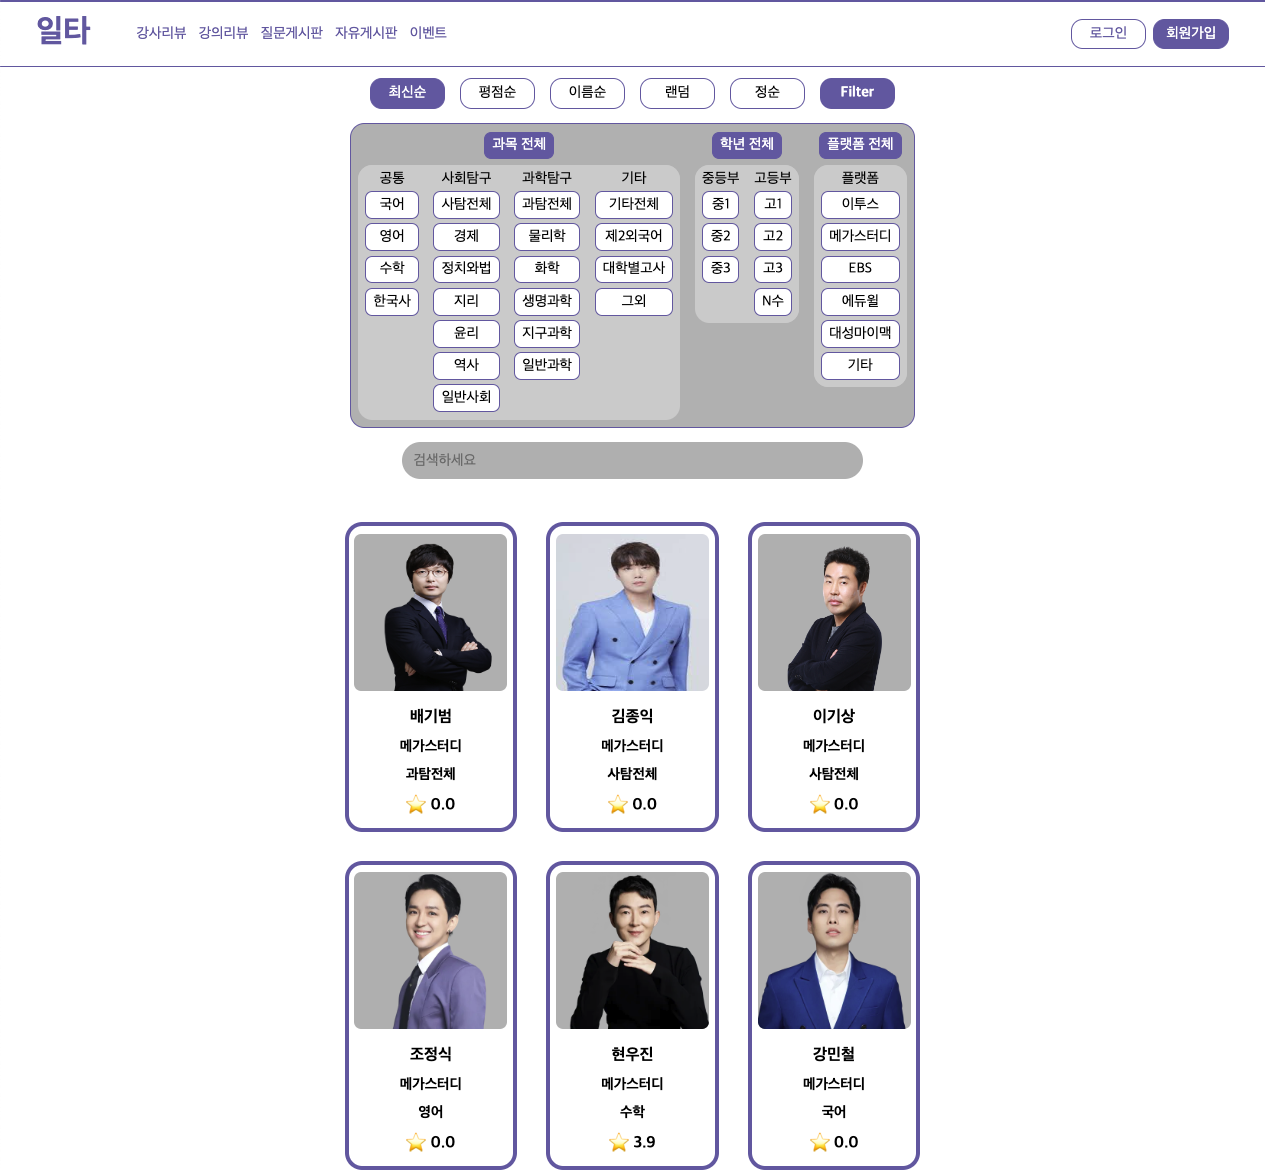 일타 강사리뷰 강의리뷰 질문게시판 자유게시판 이벤트 로그인 회원가입
최신순 평점순 이름순 랜덤 정순 Filter
과목 전체 학년 전체 플랫폼 전체
공통 사회탐구 과학탐구 기타 중등부 고등부 플랫폼
국어 사탐전체 과탐전체 기타전체 중1 고1 이투스
영어 경제 물리학 제2외국어 중2 고2 메가스터디
수학 정치와법 화학 대학별고사 중3 고3 EBS
한국사 지리 생명과학 그외 N수 에듀윌
윤리 지구과학 대성마이맥
역사 일반과학 기타
일반사회
검색하세요
배기범 김종익 이기상
메가스터디 메가스터디 메가스터디
과탐전체 사탐전체 사탐전체
0.0 0.0 0.0
조정식 현우진 강민철
메가스터디 메가스터디 메가스터디
영어 수학 국어
0.0 3.9 0.0